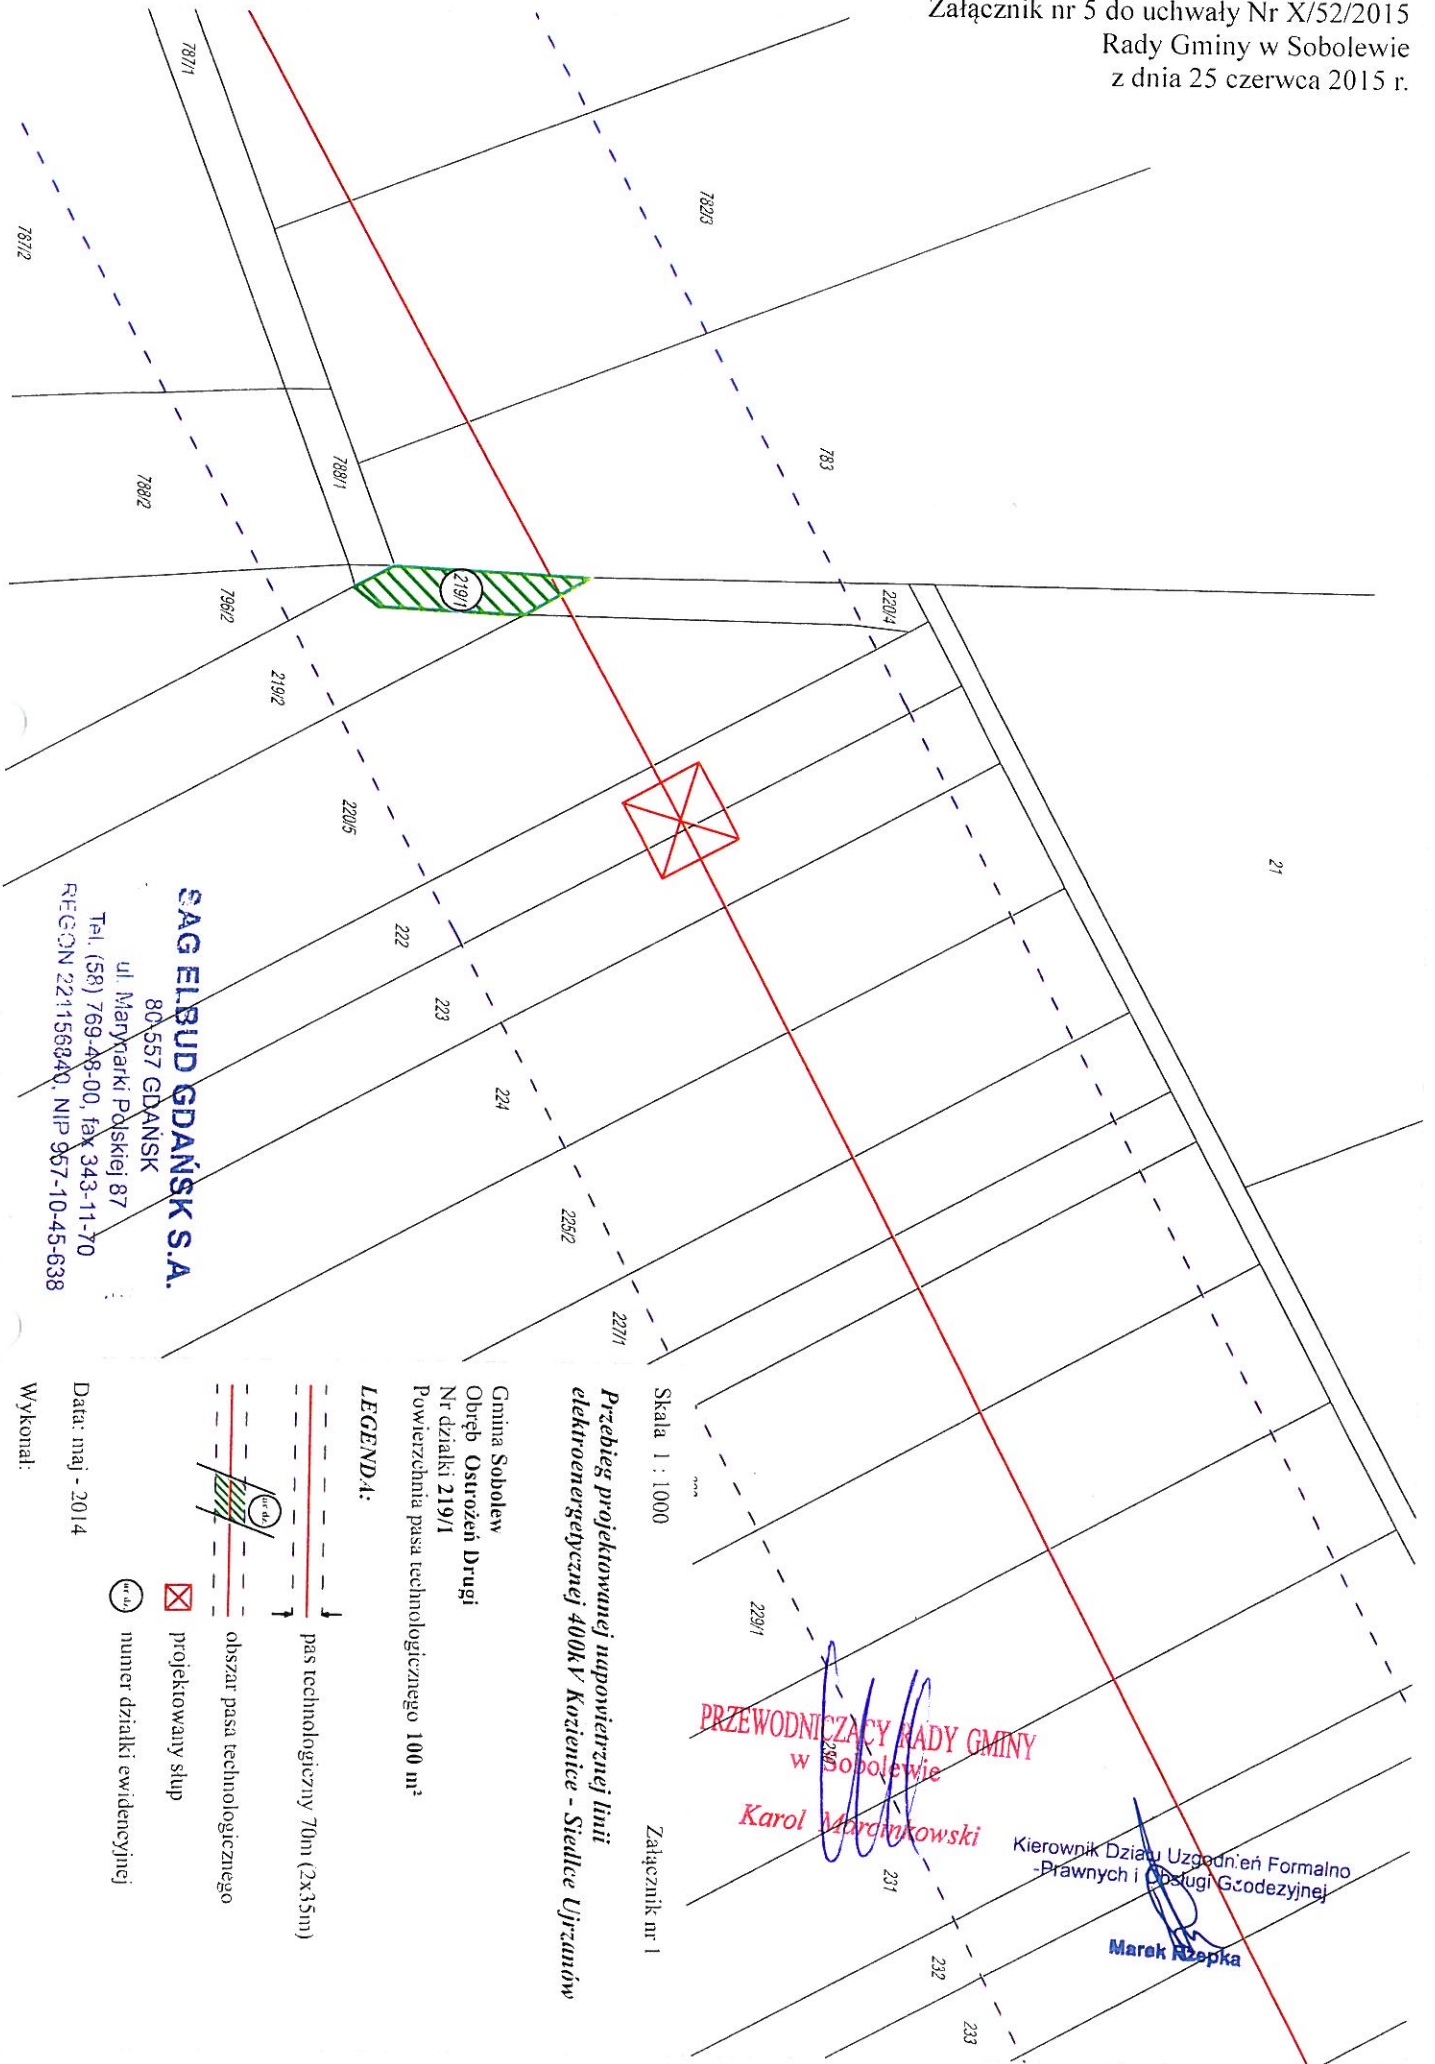 Załącznik nr 5 do uchwały Nr X/52/2015
Rady Gminy w Sobolewie
z dnia 25 czerwca 2015 r.
787/1
787/2
782/3
783
788/1
788/2
219/1
220/4
796/2
219/2
220/5
21
222
223
224
225/2
227/1
229/1
231
232
233
SAG ELBUD GDAŃSK S.A.
80-557 GDAŃSK
ul. Marynarki Polskiej 87
Tel. (58) 769-48-00, fax 343-11-70
REGON 221156840, NIP 957-10-45-638
Skala 1 : 1000
Załącznik nr 1
Przebieg projektowanej napowietrznej linii
elektroenergetycznej 400kV Kozienice - Siedlce Ujrzanów
Gmina Sobolew
Obręb Ostrożeń Drugi
Nr działki 219/1
Powierzchnia pasa technologicznego 100 m²
LEGENDA:
pas technologiczny 70m (2x35m)
nr dz.
obszar pasa technologicznego
projektowany słup
nr dz.
numer działki ewidencyjnej
Data: maj - 2014
Wykonał:
PRZEWODNICZĄCY RADY GMINY
w Sobolewie
Karol Marcinkowski
Kierownik Działu Uzgodnień Formalno
-Prawnych i Obsługi Geodezyjnej
Marek Rzepka